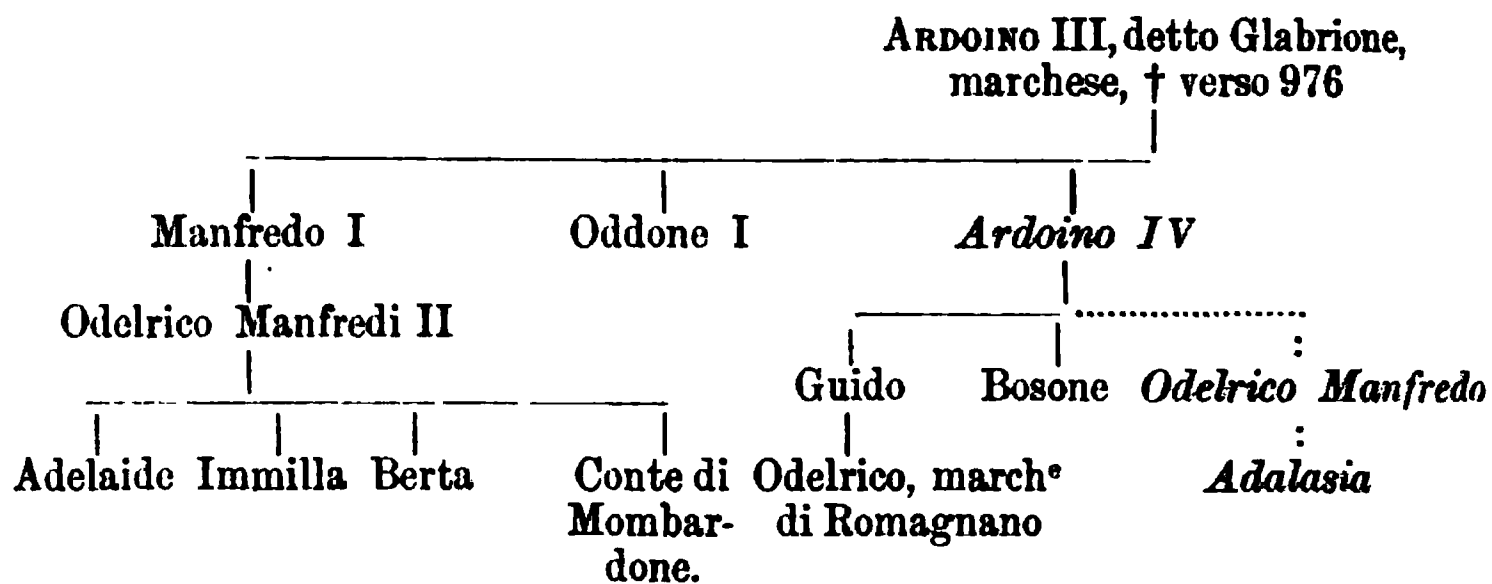 ARDOINO III, detto Glabrione,
marchese, † verso 976
Manfredo I
Oddone I
Ardoino IV
Odelrico Manfredi II
Guido
Bosone
Odelrico Manfredo
Adelaide
Immilla
Berta
Conte di
Mombar-
done.
Odelrico, marchᵉ
di Romagnano
Adalasia